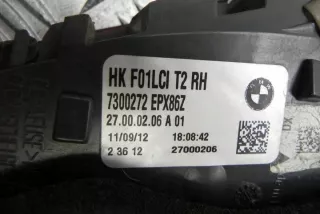 HK F01LCI T2 RH
7300272 EPX86Z
27.00.02.06 A 01
11/09/12 18:08:42
2 36 12 27000206